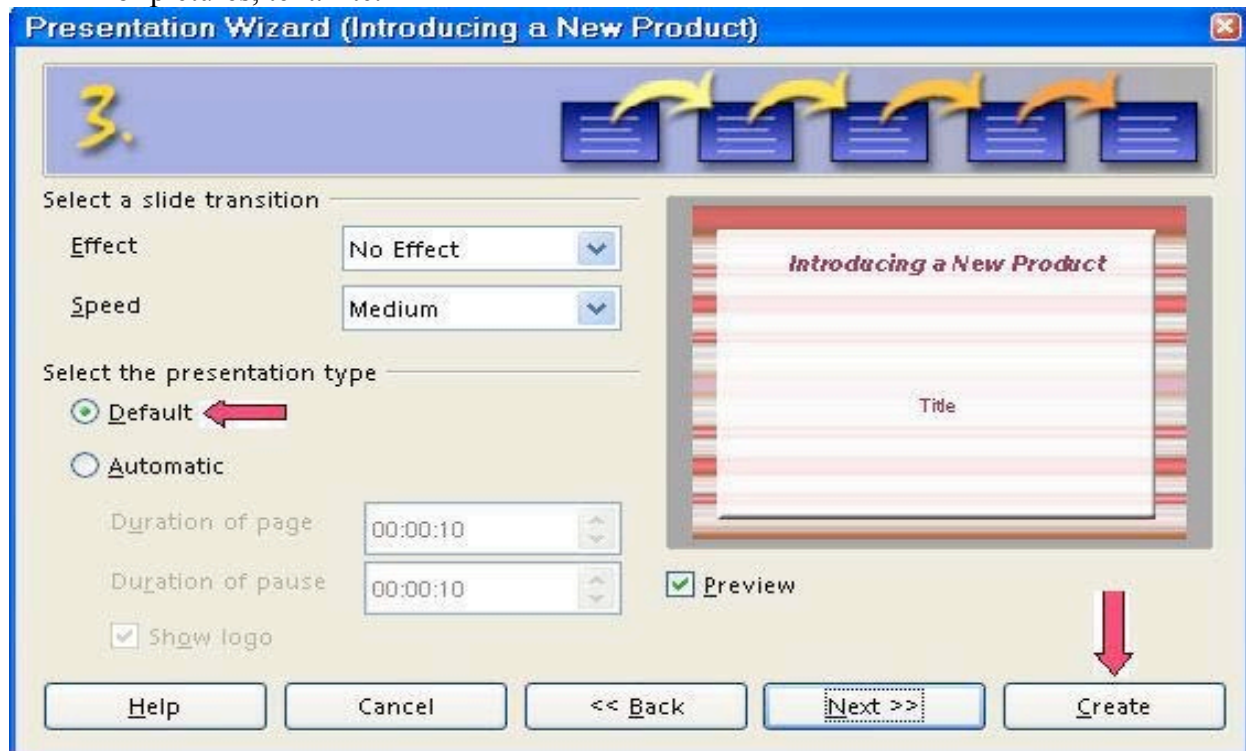 Presentation Wizard (Introducing a New Product)
3.
Select a slide transition
Effect
No Effect
Speed
Medium
Select the presentation type
Default
Automatic
Duration of page
00:00:10
Duration of pause
00:00:10
Show logo
Introducing a New Product
Title
Preview
Help
Cancel
<< Back
Next >>
Create